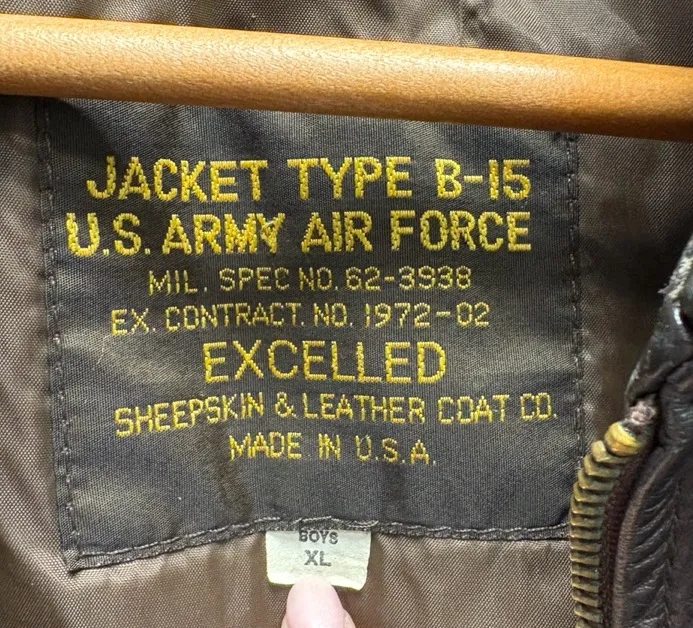 JACKET TYPE B-15
U.S. ARMY AIR FORCE
MIL. SPEC NO. 62-3938
EX. CONTRACT. NO. 1972-02
EXCELLED
SHEEPSKIN & LEATHER COAT CO.
MADE IN U.S.A.
BOYS
XL